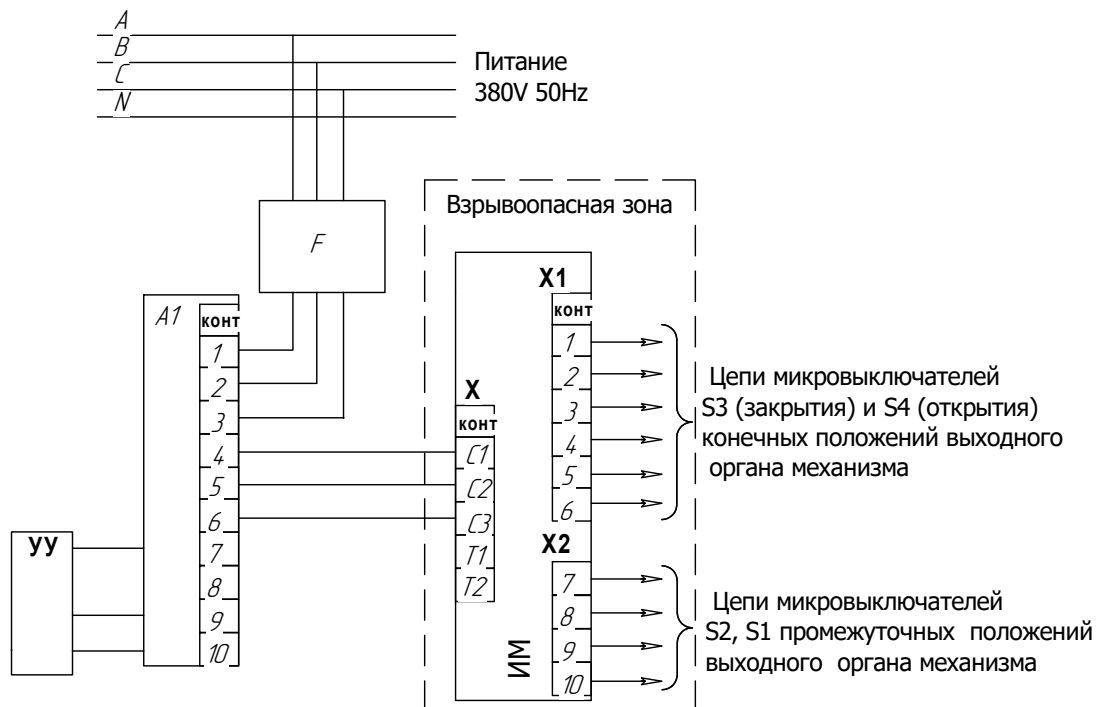 A
B
C
N
Питание
380V 50Hz
F
Взрывоопасная зона
A1
конт
1
2
3
4
5
6
7
8
9
10
УУ
X
конт
C1
C2
C3
T1
T2
X1
конт
1
2
3
4
5
6
X2
7
8
9
10
ИМ
Цепи микровыключателей
S3 (закрытия) и S4 (открытия)
конечных положений выходного
органа механизма
Цепи микровыключателей
S2, S1 промежуточных положений
выходного органа механизма